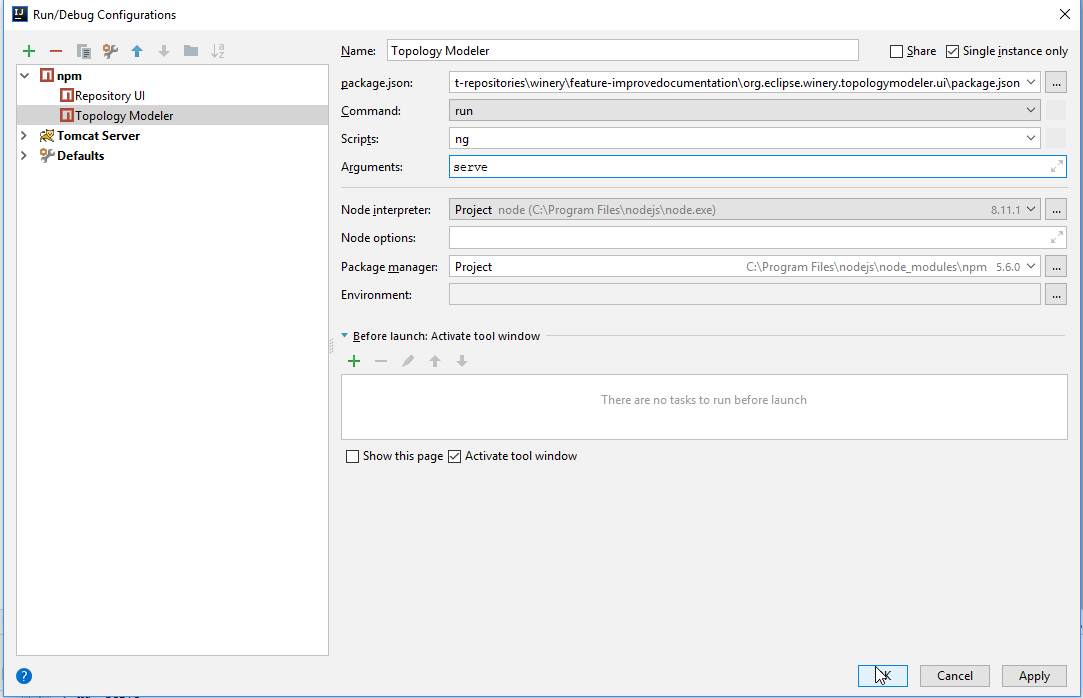 IJ Run/Debug Configurations
Name: Topology Modeler Share Single instance only
npm
Repository UI
Topology Modeler
Tomcat Server
Defaults
package.json: t-repositories\winery\feature-improvedocumentation\org.eclipse.winery.topologymodeler.ui\package.json ...
Command: run
Scripts: ng
Arguments: serve
Node interpreter: Project node (C:\Program Files\nodejs\node.exe) 8.11.1 ...
Node options:
Package manager: Project C:\Program Files\nodejs\node_modules\npm 5.6.0 ...
Environment: ...
Before launch: Activate tool window
There are no tasks to run before launch
Show this page Activate tool window
? Cancel Apply